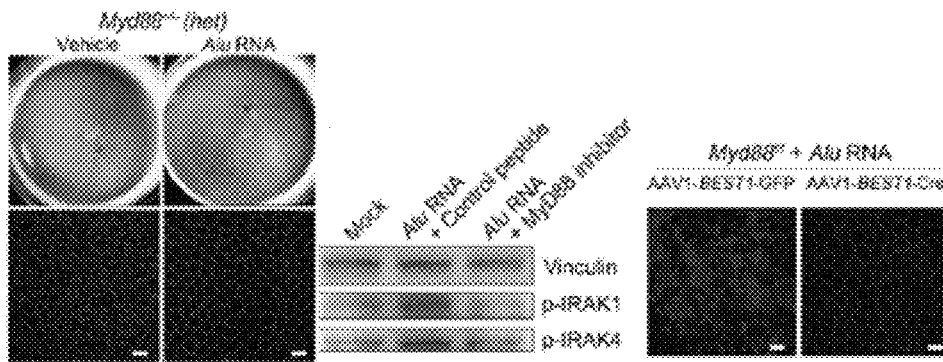 Myd88+/- (het)
Vehicle
Alu RNA
Mock
Alu RNA
+ Control peptide
Alu RNA
+ MyD88 inhibitor
Vinculin
p-IRAK1
p-IRAK4
Myd88f/f + Alu RNA
AAV1-BEST1-GFP
AAV1-BEST1-Cre